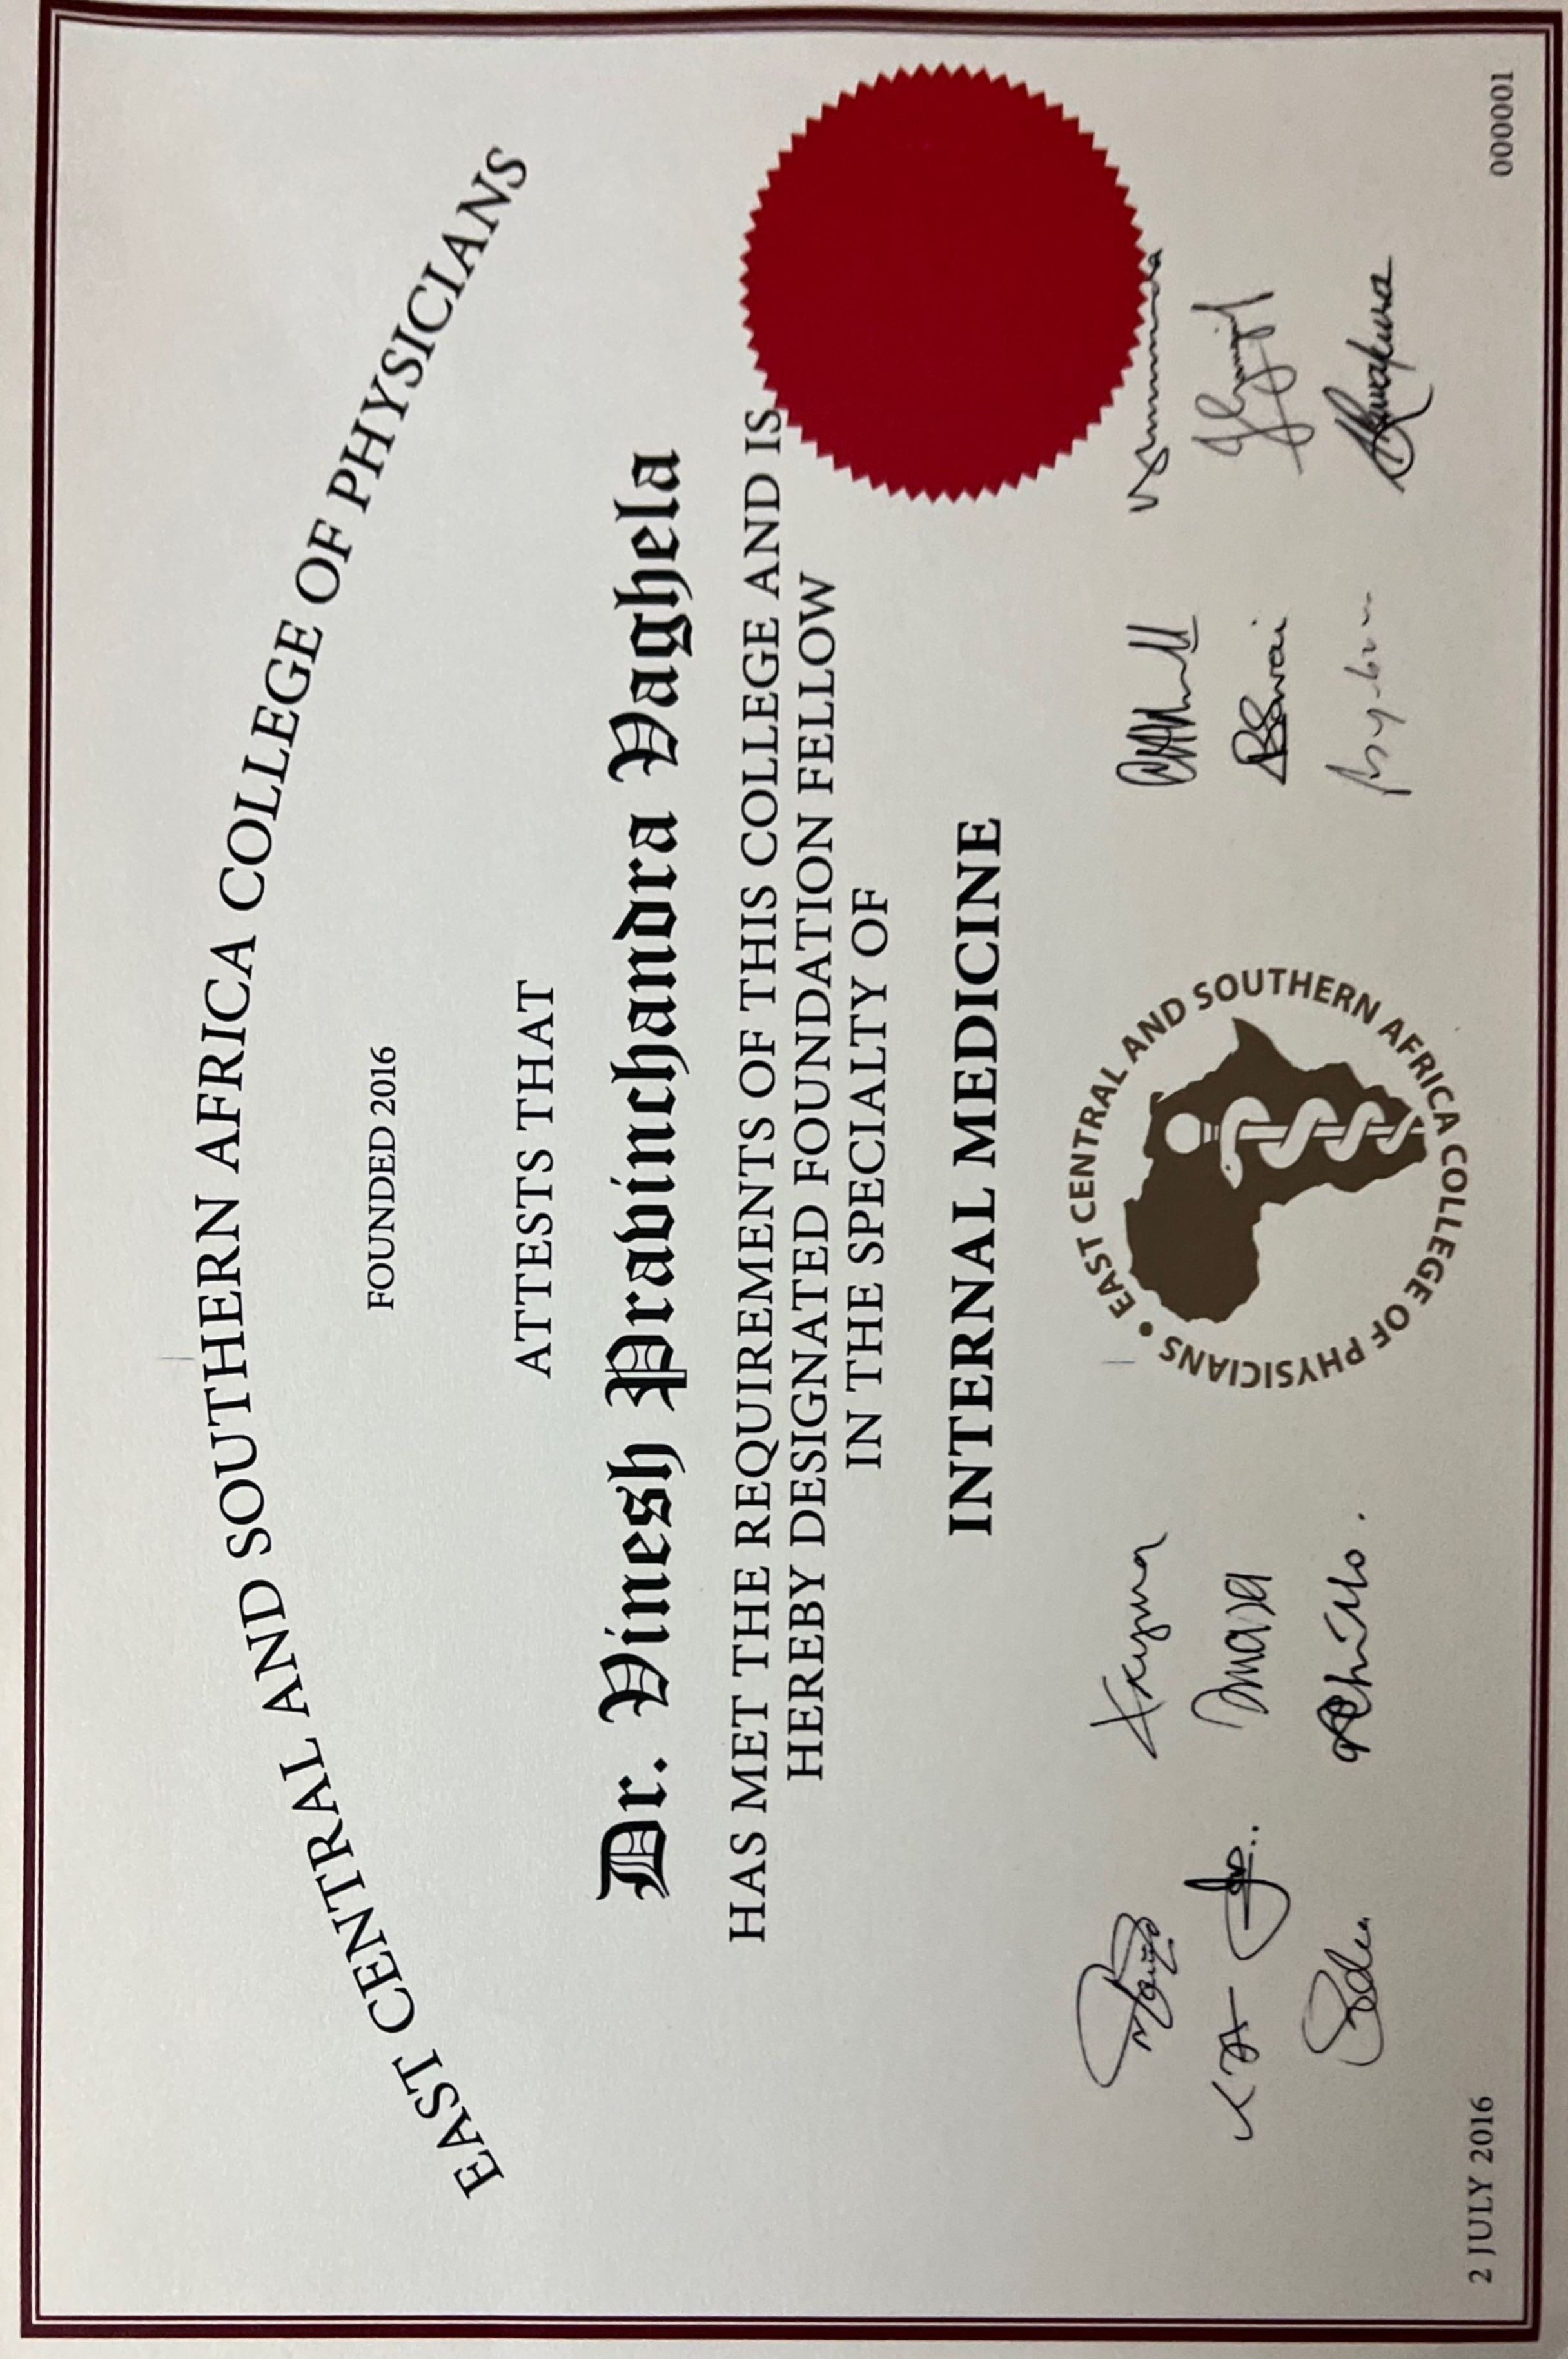 EAST CENTRAL AND SOUTHERN AFRICA COLLEGE OF PHYSICIANS
FOUNDED 2016
ATTESTS THAT
Dr. Vinesh Pravinchandra Vaghela
HAS MET THE REQUIREMENTS OF THIS COLLEGE AND IS
HEREBY DESIGNATED FOUNDATION FELLOW
IN THE SPECIALTY OF
INTERNAL MEDICINE
EAST CENTRAL AND SOUTHERN AFRICA COLLEGE OF PHYSICIANS •
2 JULY 2016
000001